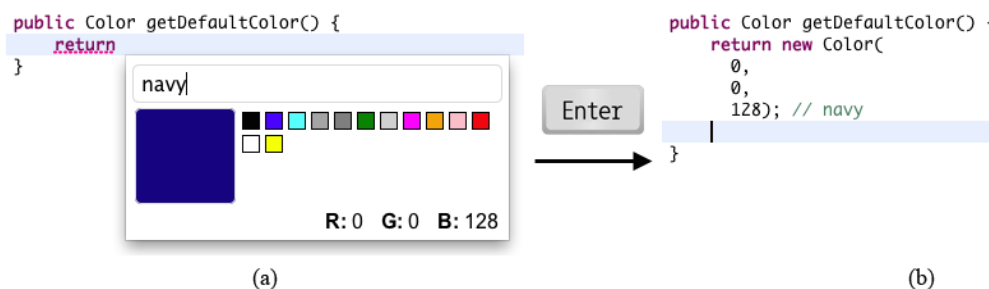 public Color getDefaultColor() {
return
}
navy
R: 0 G: 0 B: 128
(a)
Enter
public Color getDefaultColor() {
return new Color(
0,
0,
128); // navy
}
(b)